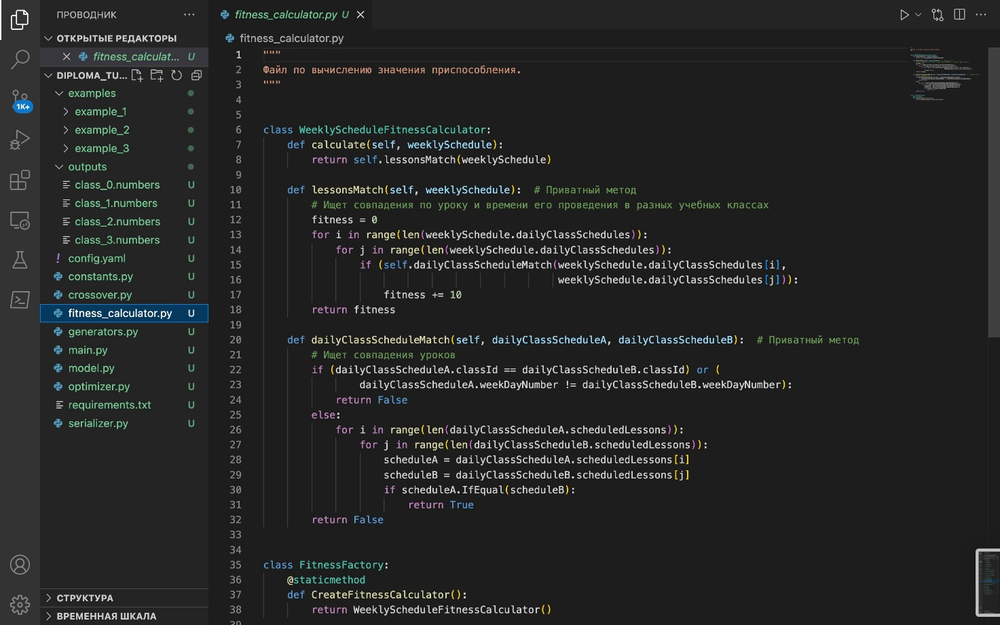 ПРОВОДНИК
ОТКРЫТЫЕ РЕДАКТОРЫ
fitness_calculat... U
DIPLOMA_TU...
examples
example_1
example_2
example_3
outputs
class_0.numbers U
class_1.numbers U
class_2.numbers U
class_3.numbers U
! config.yaml U
constants.py U
crossover.py U
fitness_calculator.py U
generators.py U
main.py U
model.py U
optimizer.py U
requirements.txt U
serializer.py U
СТРУКТУРА
ВРЕМЕННАЯ ШКАЛА
1K+
fitness_calculator.py U
fitness_calculator.py
1 """
2 Файл по вычислению значения приспособления.
3 """
4
5
6 class WeeklyScheduleFitnessCalculator:
7     def calculate(self, weeklySchedule):
8         return self.lessonsMatch(weeklySchedule)
9
10     def lessonsMatch(self, weeklySchedule):  # Приватный метод
11         # Ищет совпадения по уроку и времени его проведения в разных учебных классах
12         fitness = 0
13         for i in range(len(weeklySchedule.dailyClassSchedules)):
14             for j in range(len(weeklySchedule.dailyClassSchedules)):
15                 if (self.dailyClassScheduleMatch(weeklySchedule.dailyClassSchedules[i],
16                                                  weeklySchedule.dailyClassSchedules[j])):
17                     fitness += 10
18         return fitness
19
20     def dailyClassScheduleMatch(self, dailyClassScheduleA, dailyClassScheduleB):  # Приватный метод
21         # Ищет совпадения уроков
22         if (dailyClassScheduleA.classId == dailyClassScheduleB.classId) or (
23                 dailyClassScheduleA.weekDayNumber != dailyClassScheduleB.weekDayNumber):
24             return False
25         else:
26             for i in range(len(dailyClassScheduleA.scheduledLessons)):
27                 for j in range(len(dailyClassScheduleB.scheduledLessons)):
28                     scheduleA = dailyClassScheduleA.scheduledLessons[i]
29                     scheduleB = dailyClassScheduleB.scheduledLessons[j]
30                     if scheduleA.IfEqual(scheduleB):
31                         return True
32         return False
33
34
35 class FitnessFactory:
36     @staticmethod
37     def CreateFitnessCalculator():
38         return WeeklyScheduleFitnessCalculator()
39